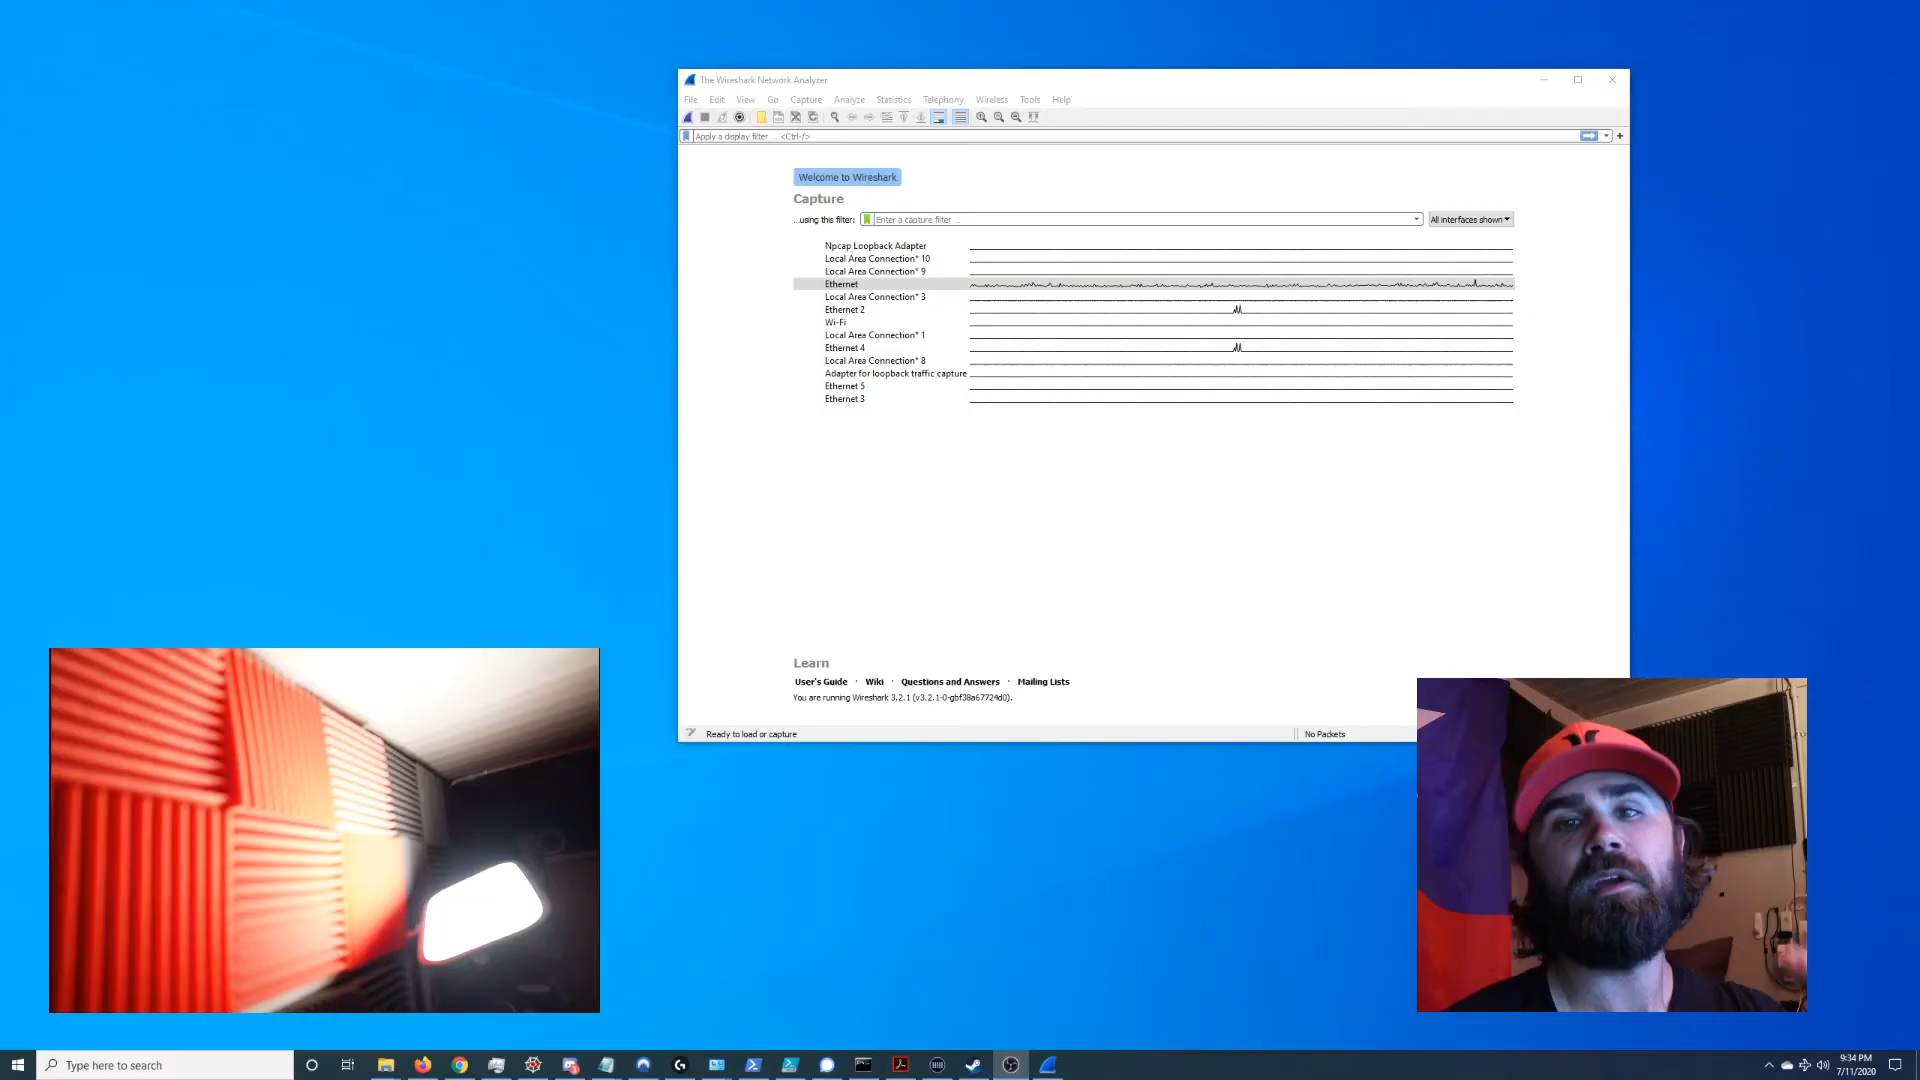 The Wireshark Network Analyzer
File Edit View Go Capture Analyze Statistics Telephony Wireless Tools Help
Apply a display filter ... <Ctrl-/>
Welcome to Wireshark
Capture
...using this filter: Enter a capture filter ... All interfaces shown
Npcap Loopback Adapter
Local Area Connection* 10
Local Area Connection* 9
Ethernet
Local Area Connection* 3
Ethernet 2
Wi-Fi
Local Area Connection* 1
Ethernet 4
Local Area Connection* 8
Adapter for loopback traffic capture
Ethernet 5
Ethernet 3
Learn
User's Guide · Wiki · Questions and Answers · Mailing Lists
You are running Wireshark 3.2.1 (v3.2.1-0-gbf38a67724d0).
Ready to load or capture
No Packets
Type here to search
9:34 PM
7/11/2020